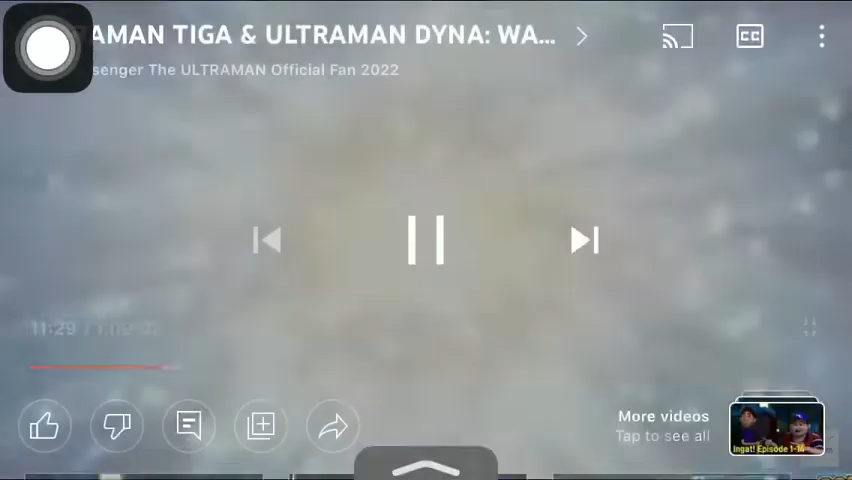 AMAN TIGA & ULTRAMAN DYNA: WA...
senger The ULTRAMAN Official Fan 2022
CC
11:29 /
More videos
Tap to see all
Ingat! Episode 1-14